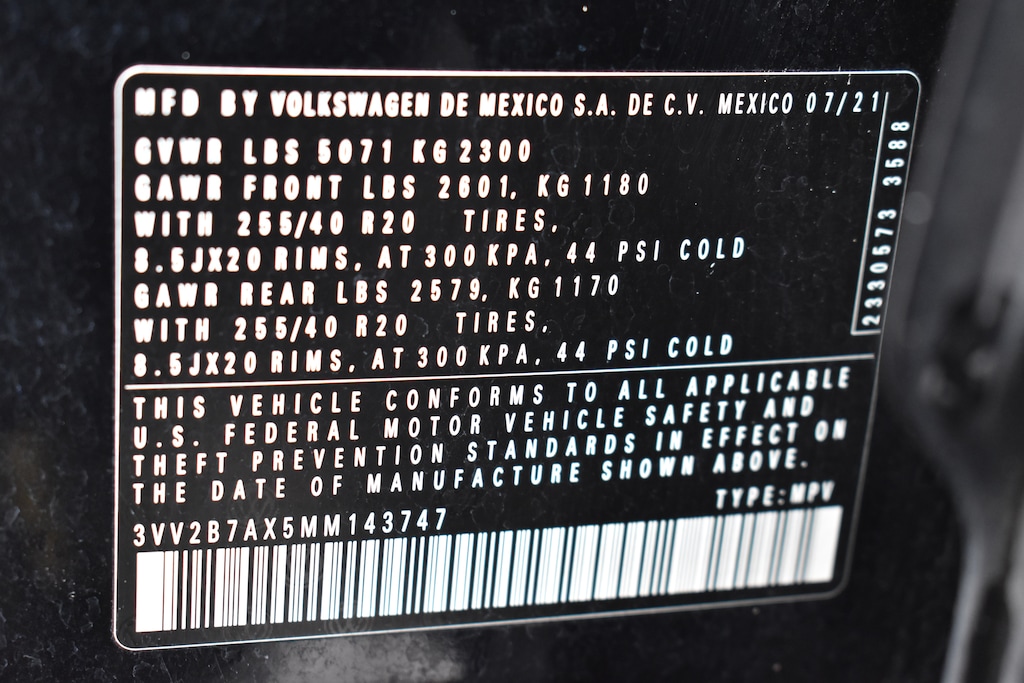 MFD BY VOLKSWAGEN DE MEXICO S.A. DE C.V. MEXICO 07/21
GVWR LBS 5071 KG 2300
GAWR FRONT LBS 2601, KG 1180
WITH 255/40 R20 TIRES,
8.5JX20 RIMS, AT 300 KPA, 44 PSI COLD
GAWR REAR LBS 2579, KG 1170
WITH 255/40 R20 TIRES,
8.5JX20 RIMS, AT 300 KPA, 44 PSI COLD
2330573 3588
THIS VEHICLE CONFORMS TO ALL APPLICABLE
U.S. FEDERAL MOTOR VEHICLE SAFETY AND
THEFT PREVENTION STANDARDS IN EFFECT ON
THE DATE OF MANUFACTURE SHOWN ABOVE.
TYPE:MPV
3VV2B7AX5MM143747